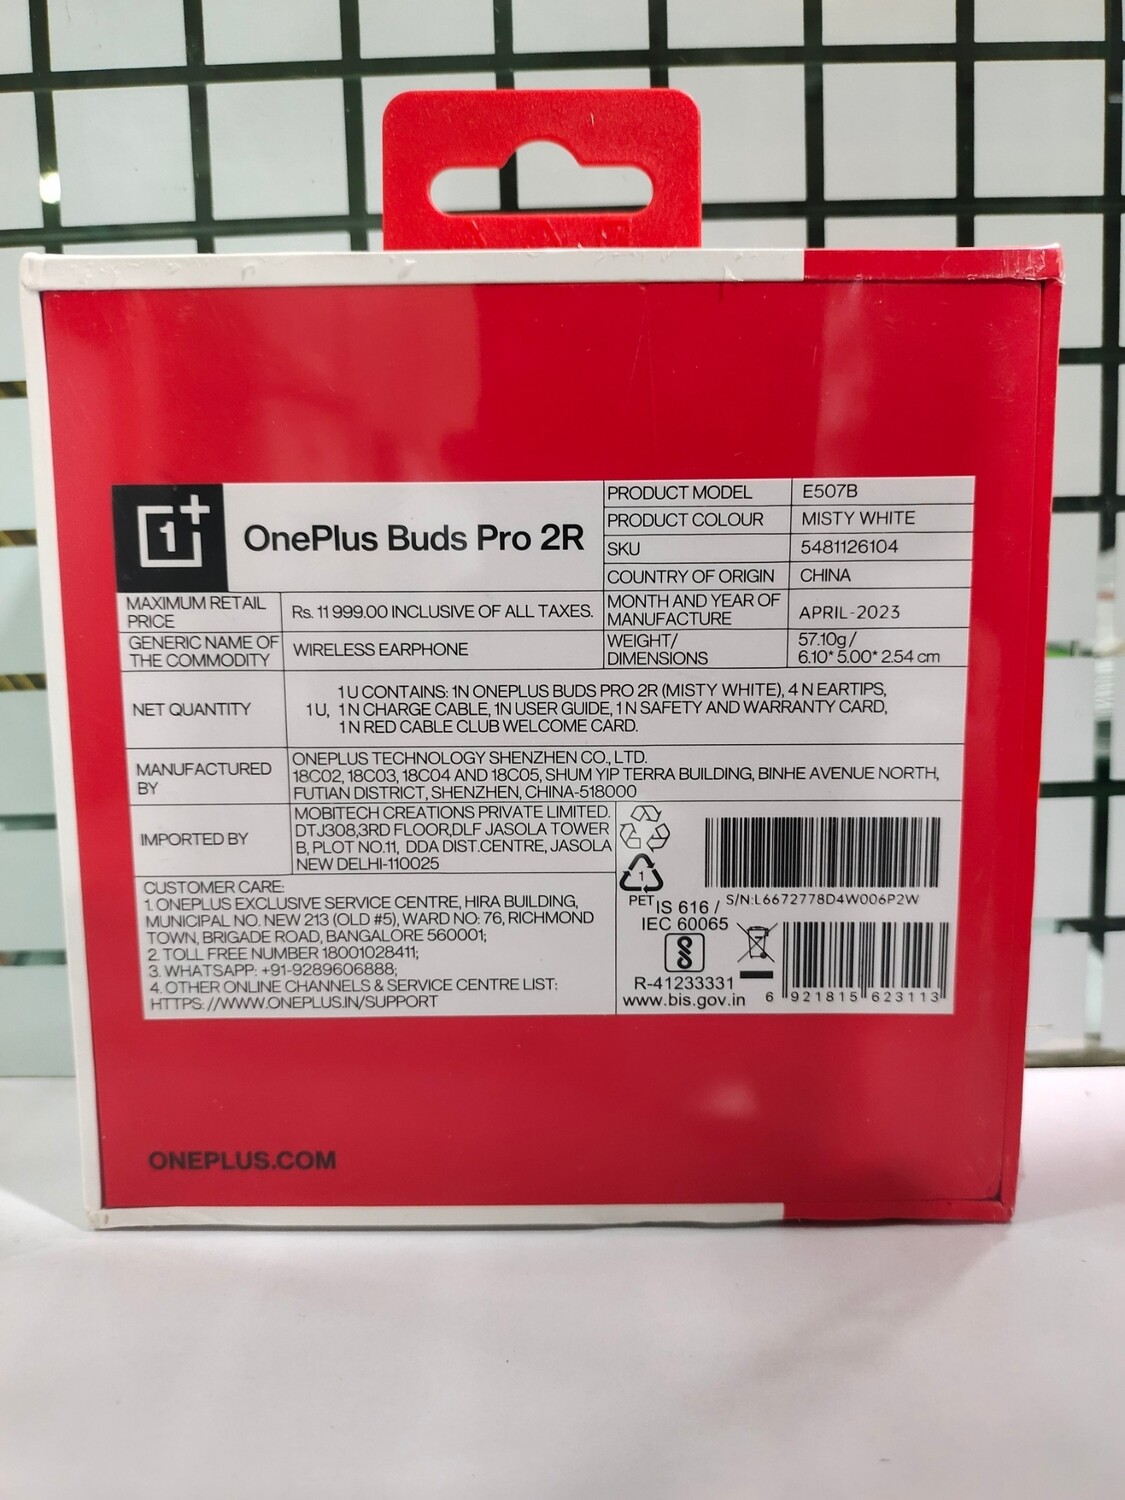 1+
OnePlus Buds Pro 2R
PRODUCT MODEL E507B
PRODUCT COLOUR MISTY WHITE
SKU 5481126104
COUNTRY OF ORIGIN CHINA
MAXIMUM RETAIL
PRICE
Rs. 11 999.00 INCLUSIVE OF ALL TAXES.
MONTH AND YEAR OF
MANUFACTURE
APRIL-2023
GENERIC NAME OF
THE COMMODITY
WIRELESS EARPHONE
WEIGHT/
DIMENSIONS
57.10g/
6.10* 5.00* 2.54 cm
NET QUANTITY
1U CONTAINS: 1N ONEPLUS BUDS PRO 2R (MISTY WHITE), 4 N EARTIPS,
1U, 1N CHARGE CABLE, 1N USER GUIDE, 1N SAFETY AND WARRANTY CARD,
1N RED CABLE CLUB WELCOME CARD.
MANUFACTURED
BY
ONEPLUS TECHNOLOGY SHENZHEN CO., LTD.
18C02, 18C03, 18C04 AND 18C05, SHUM YIP TERRA BUILDING, BINHE AVENUE NORTH,
FUTIAN DISTRICT, SHENZHEN, CHINA-518000
IMPORTED BY
MOBITECH CREATIONS PRIVATE LIMITED.
DTJ308,3RD FLOOR,DLF JASOLA TOWER
B, PLOT NO.11, DDA DIST.CENTRE, JASOLA
NEW DELHI-110025
CUSTOMER CARE:
1. ONEPLUS EXCLUSIVE SERVICE CENTRE, HIRA BUILDING,
MUNICIPAL NO. NEW 213 (OLD #5), WARD NO: 76, RICHMOND
TOWN, BRIGADE ROAD, BANGALORE 560001;
2. TOLL FREE NUMBER 18001028411;
3. WHATSAPP: +91-9289606888;
4. OTHER ONLINE CHANNELS & SERVICE CENTRE LIST:
HTTPS://WWW.ONEPLUS.IN/SUPPORT
1
PET
S/N:L6672778D4W006P2W
IS 616 /
IEC 60065
R-41233331
www.bis.gov.in
6 921815 623113
ONEPLUS.COM